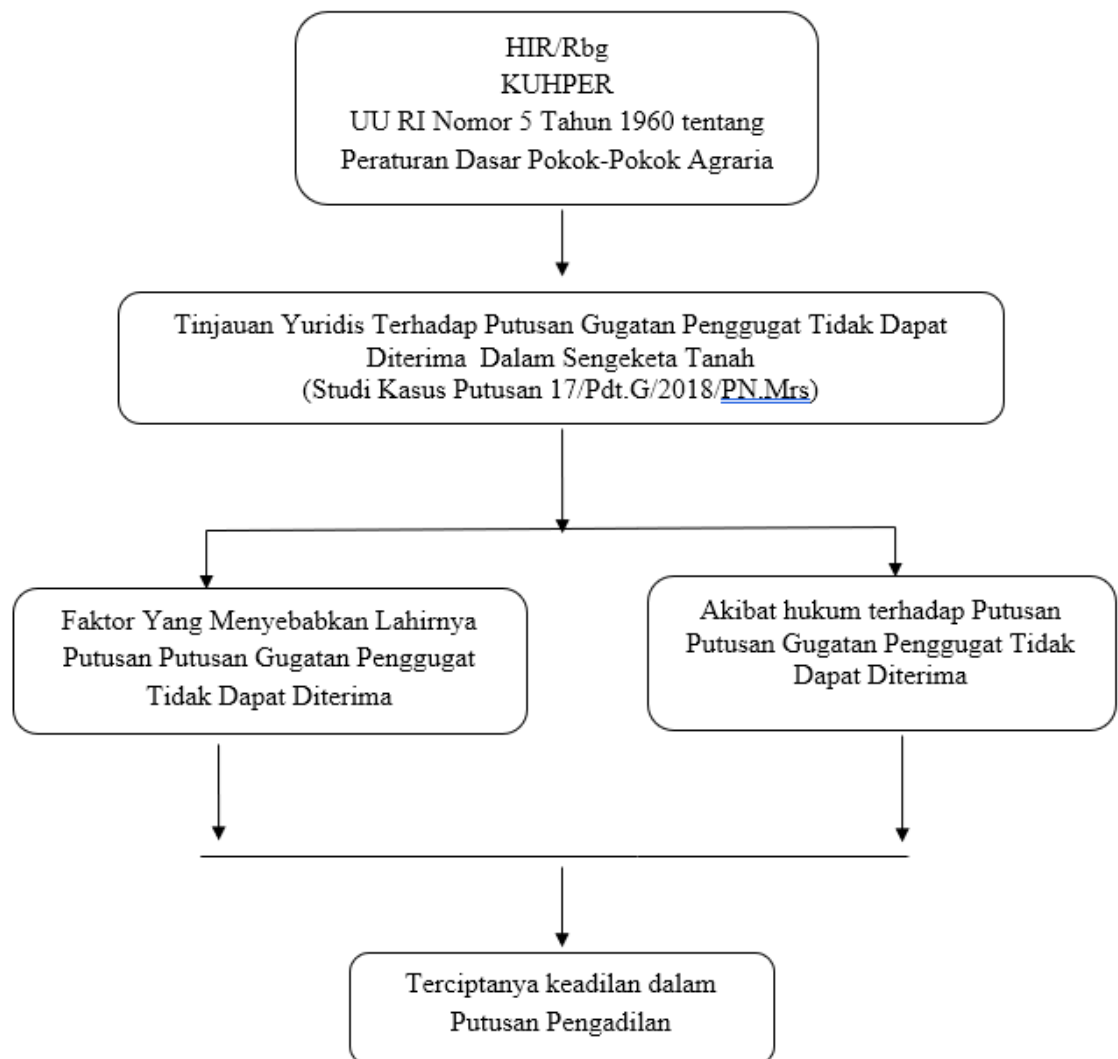 HIR/Rbg
KUHPER
UU RI Nomor 5 Tahun 1960 tentang
Peraturan Dasar Pokok-Pokok Agraria
Tinjauan Yuridis Terhadap Putusan Gugatan Penggugat Tidak Dapat
Diterima Dalam Sengeketa Tanah
(Studi Kasus Putusan 17/Pdt.G/2018/PN.Mrs)
Faktor Yang Menyebabkan Lahirnya
Putusan Putusan Gugatan Penggugat
Tidak Dapat Diterima
Akibat hukum terhadap Putusan
Putusan Gugatan Penggugat Tidak
Dapat Diterima
Terciptanya keadilan dalam
Putusan Pengadilan